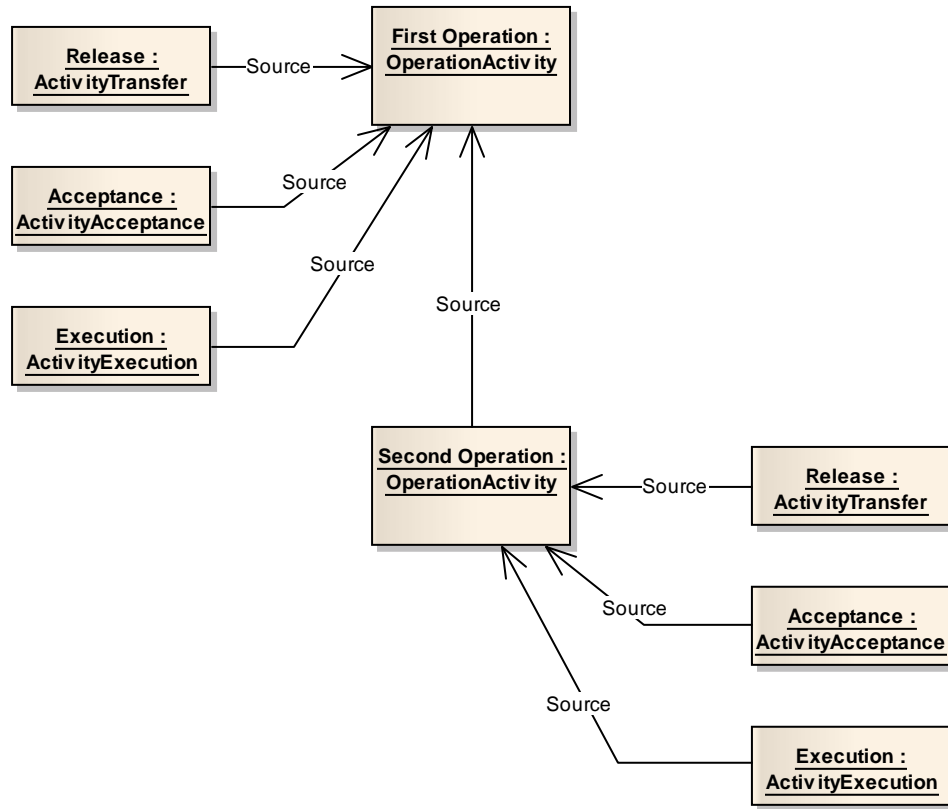 First Operation :
OperationActivity
Release :
ActivityTransfer
Source
Acceptance :
ActivityAcceptance
Source
Source
Execution :
ActivityExecution
Source
Second Operation :
OperationActivity
Release :
ActivityTransfer
Source
Acceptance :
ActivityAcceptance
Source
Source
Execution :
ActivityExecution